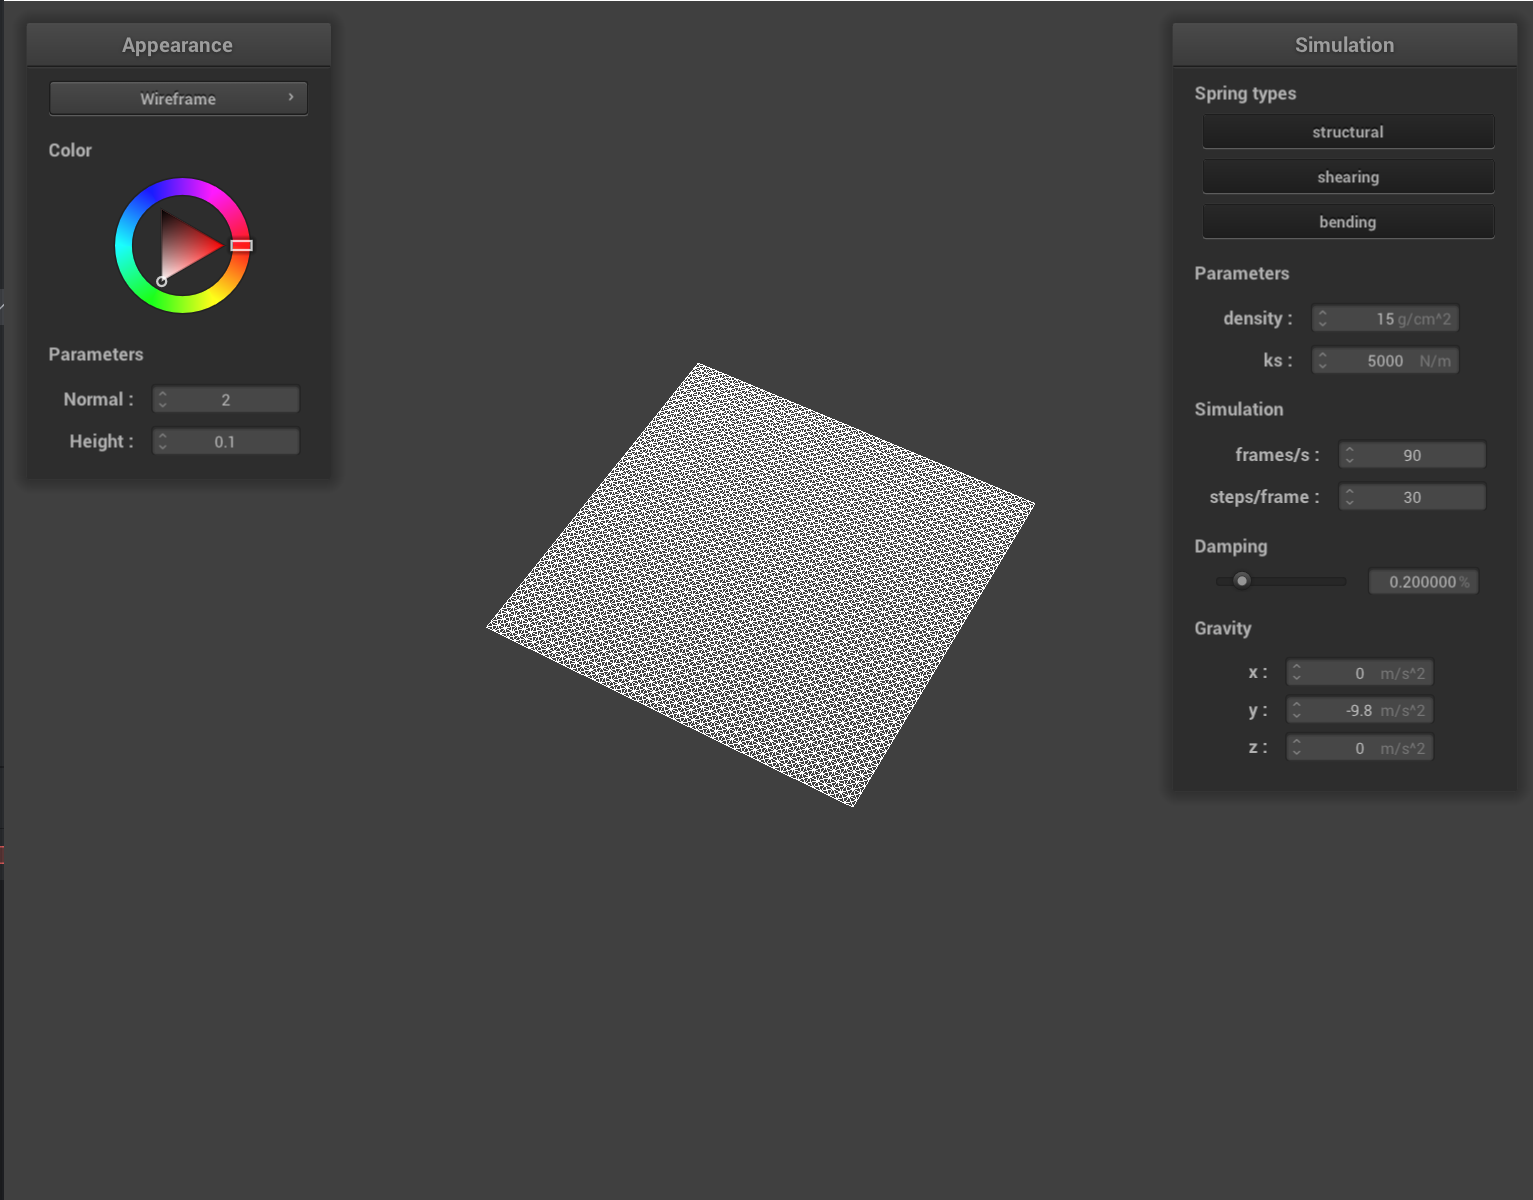 Appearance
Wireframe
Color
Parameters
Normal : 2
Height : 0.1
Simulation
Spring types
structural
shearing
bending
Parameters
density : 15 g/cm^2
ks : 5000 N/m
Simulation
frames/s : 90
steps/frame : 30
Damping
0.200000 %
Gravity
x : 0 m/s^2
y : -9.8 m/s^2
z : 0 m/s^2